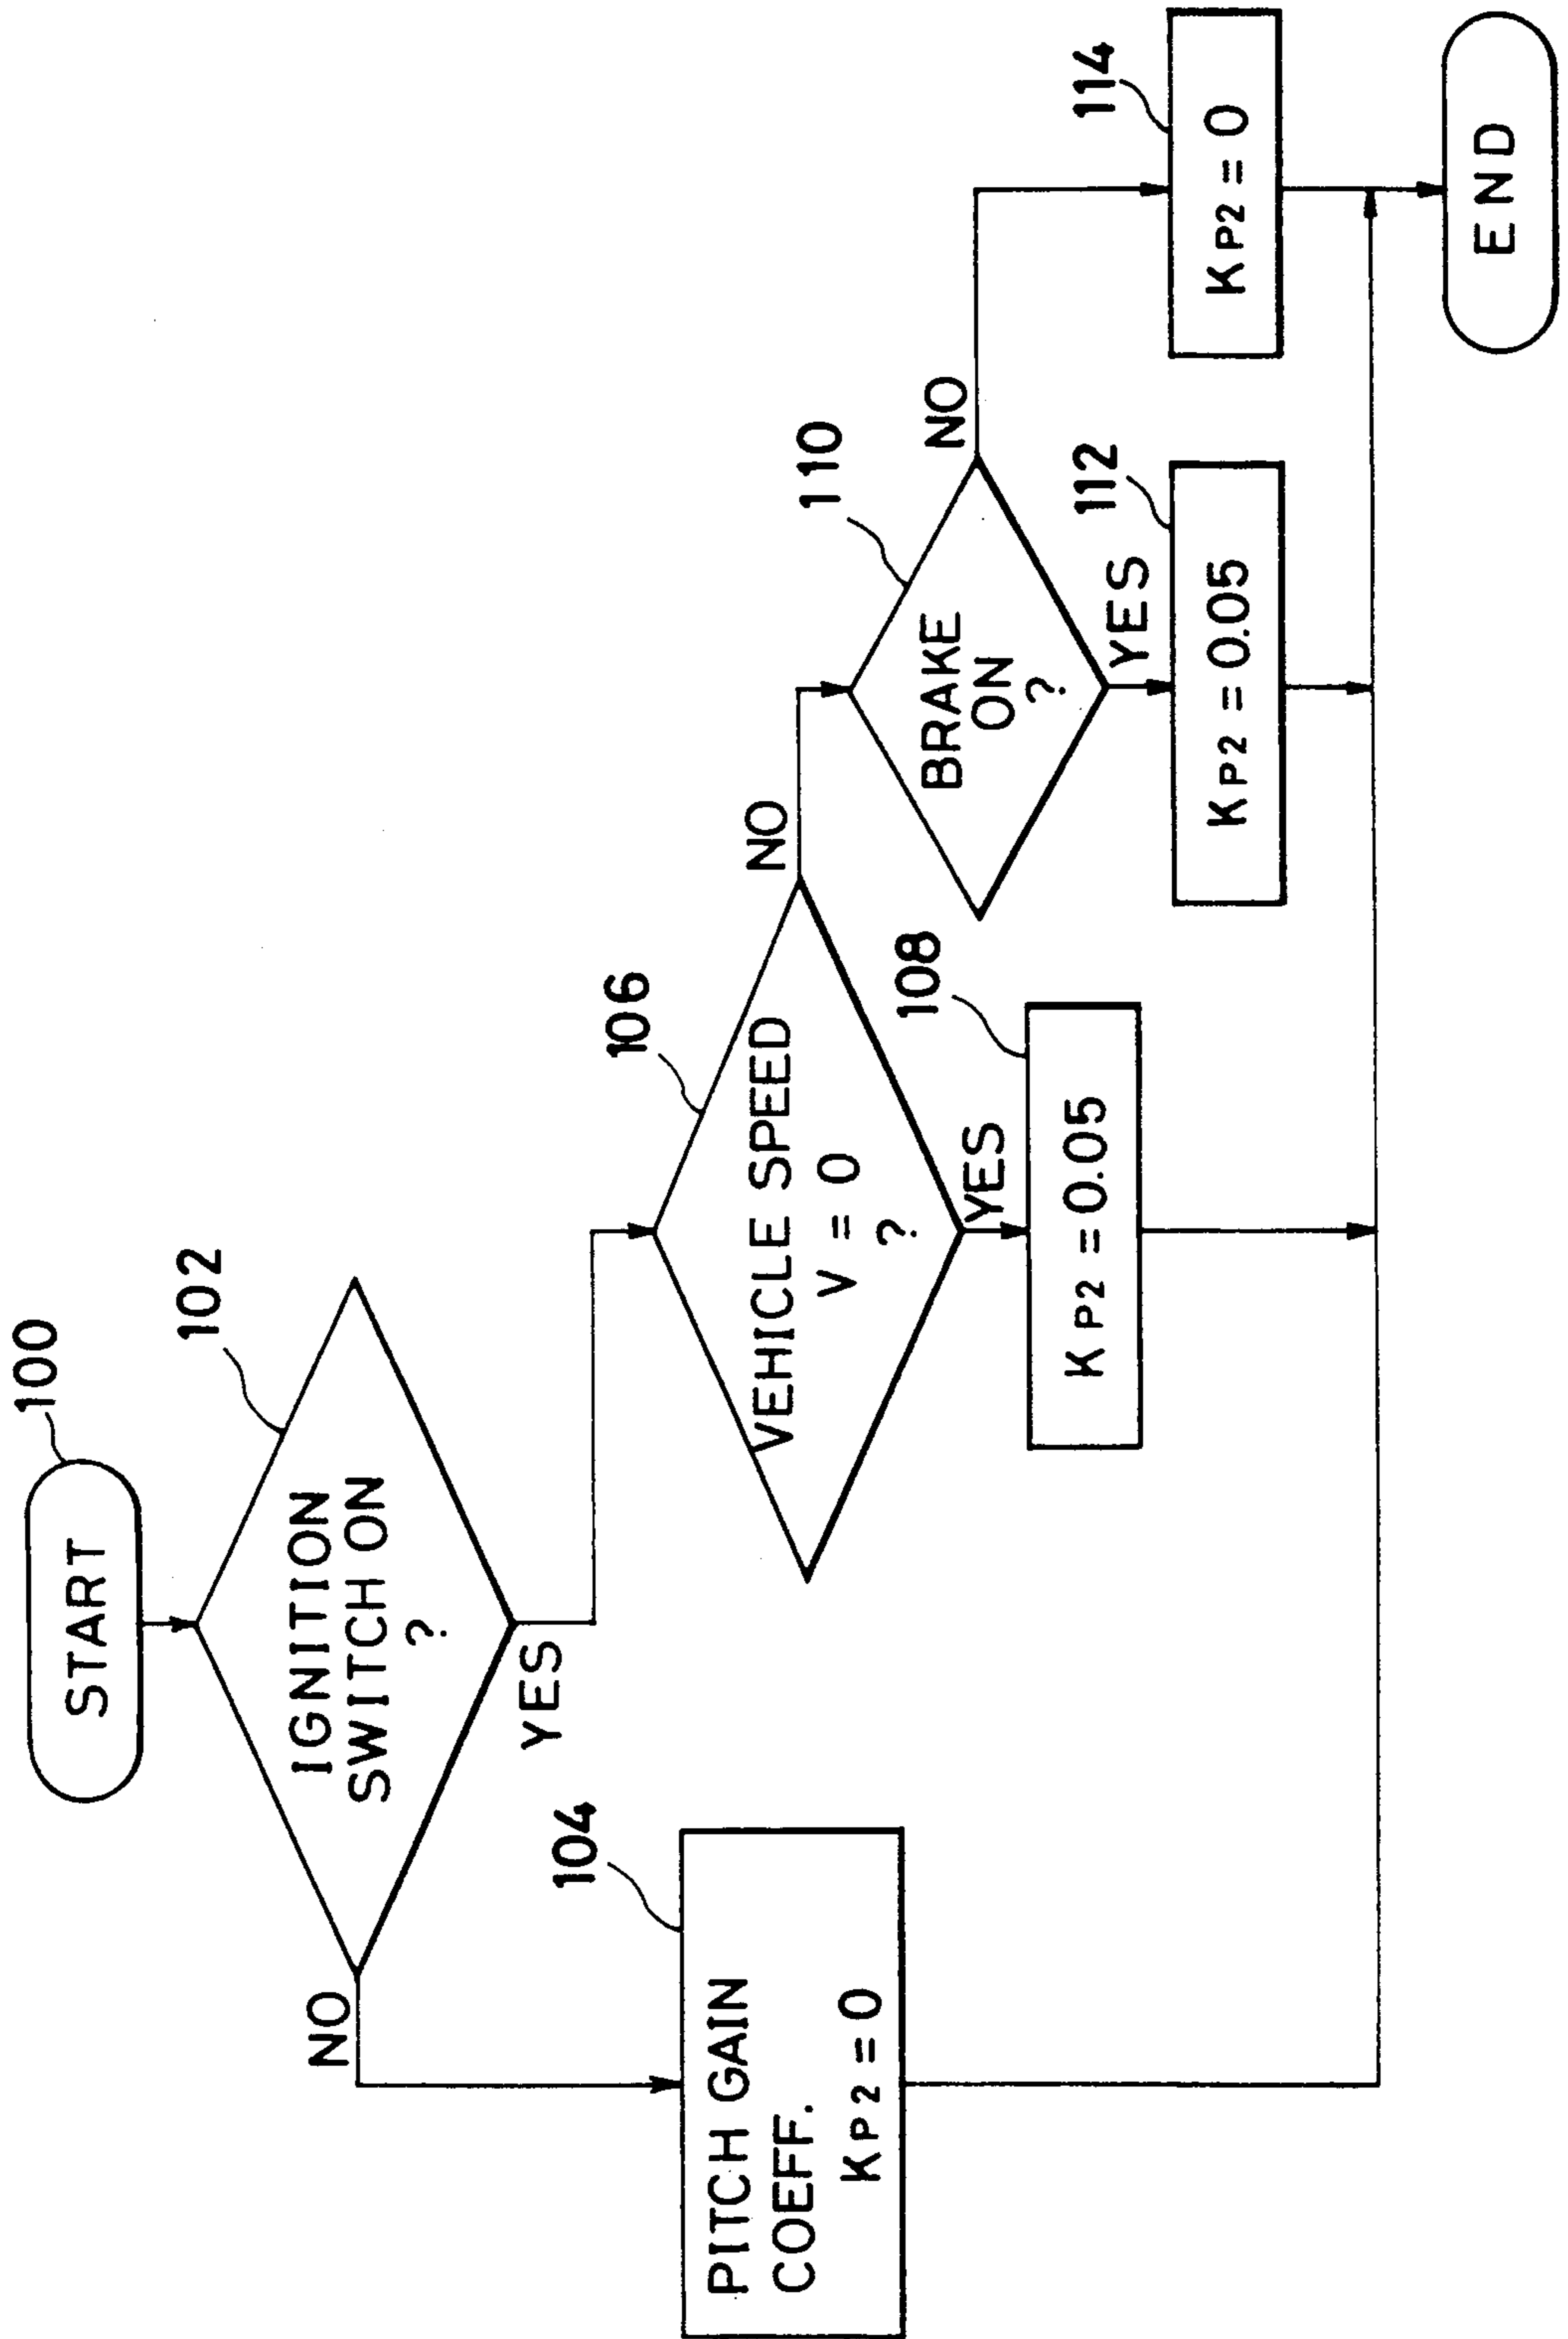 100
START
102
IGNITION
SWITCH ON
?
NO
YES
104
PITCH GAIN
COEFF.
KP2 = 0
106
VEHICLE SPEED
V = 0
?
NO
YES
108
KP2 = 0.05
110
BRAKE
ON
?
NO
YES
112
KP2 = 0.05
114
KP2 = 0
END